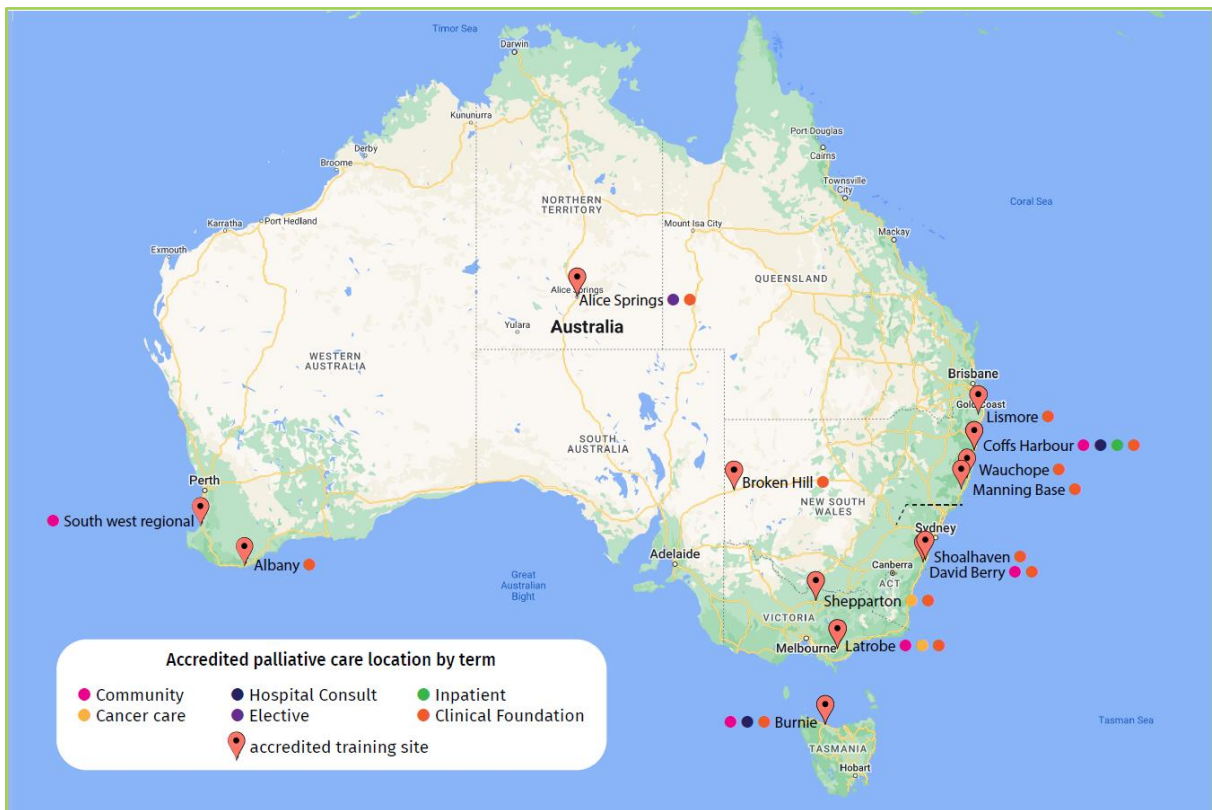 Timor Sea
Darwin
Kununurra
Derby
Broome
Port Douglas
Cairns
Townsville
City
Coral Sea
NORTHERN
TERRITORY
Karratha
Port Hedland
Mount Isa City
Mackay
Exmouth
QUEENSLAND
Alice Springs
Alice Springs
Yulara
Australia
WESTERN
AUSTRALIA
Brisbane
Gold Coast
Lismore
SOUTH
AUSTRALIA
Coffs Harbour
Wauchope
Broken Hill
Manning Base
Perth
NEW SOUTH
WALES
South west regional
Sydney
Albany
Adelaide
Shoalhaven
Canberra
David Berry
ACT
Great
Australian
Bight
Shepparton
VICTORIA
Melbourne
Latrobe
Accredited palliative care location by term
Community
Hospital Consult
Inpatient
Cancer care
Elective
Clinical Foundation
accredited training site
Burnie
Tasman Sea
TASMANIA
Hobart